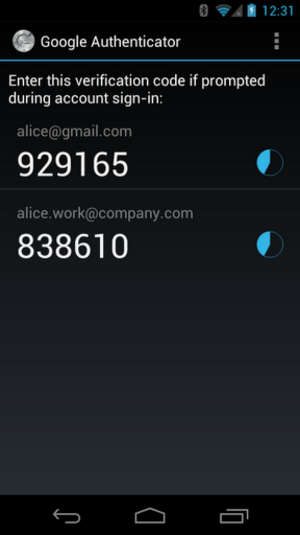 12:31
Google Authenticator
Enter this verification code if prompted
during account sign-in:
alice@gmail.com
929165
alice.work@company.com
838610